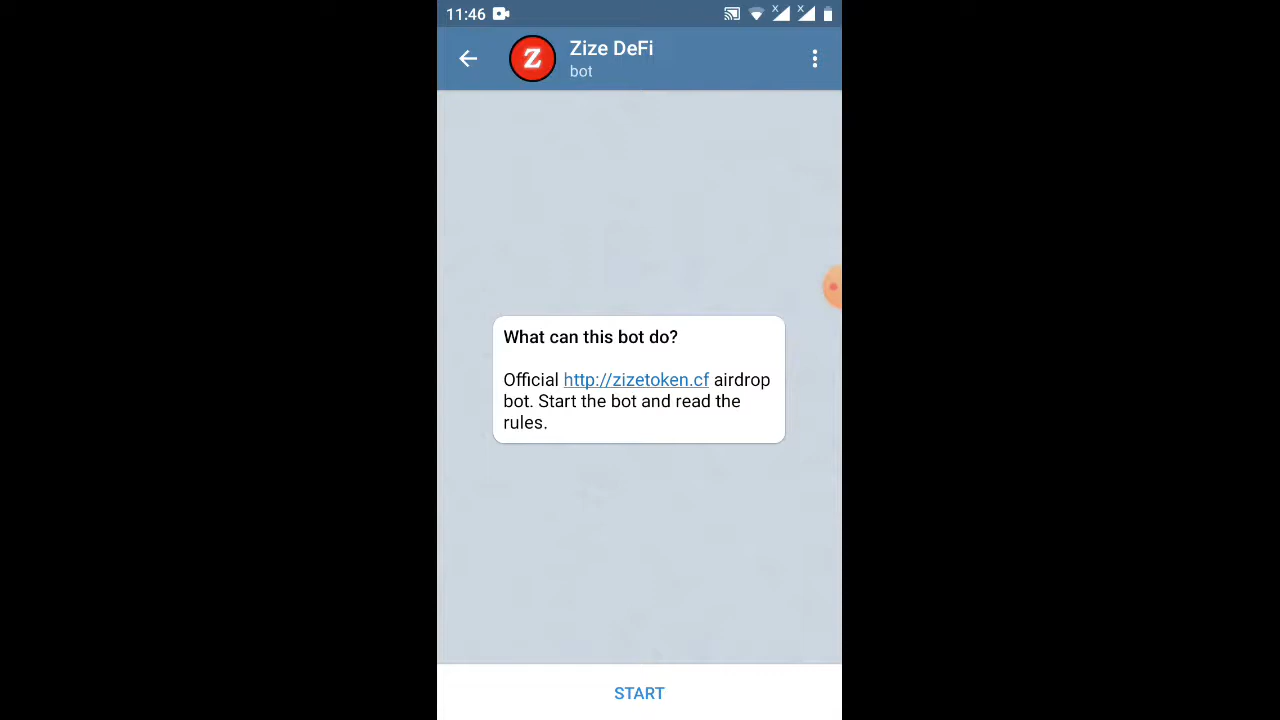 11:46
Z
Zize DeFi
bot
What can this bot do?
Official http://zizetoken.cf airdrop
bot. Start the bot and read the
rules.
START